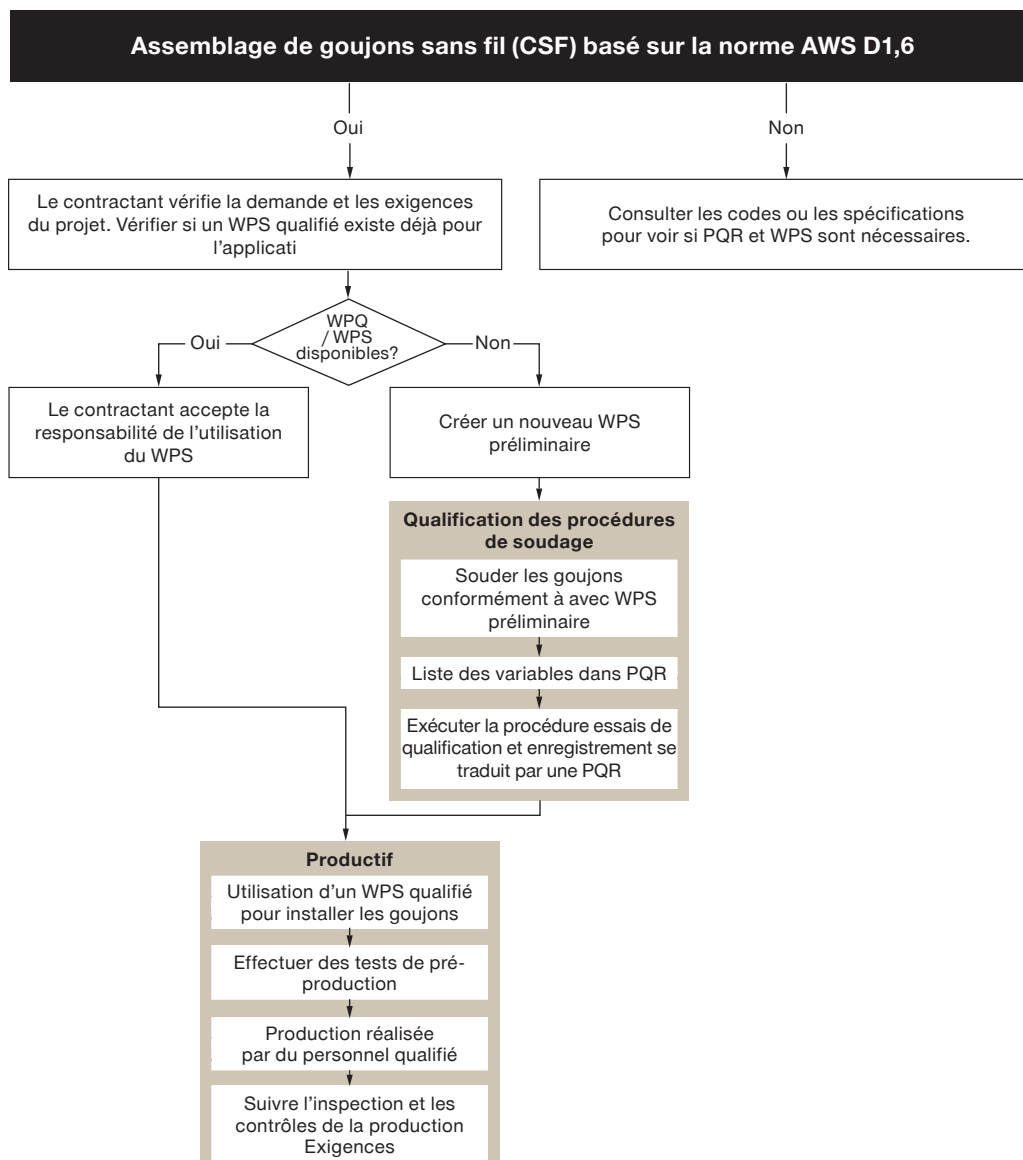 Assemblage de goujons sans fil (CSF) basé sur la norme AWS D1,6
Oui
Non
Le contractant vérifie la demande et les exigences
du projet. Vérifier si un WPS qualifié existe déjà pour
l'applicati
Consulter les codes ou les spécifications
pour voir si PQR et WPS sont nécessaires.
WPQ
/ WPS
disponibles?
Oui
Non
Le contractant accepte la
responsabilité de l'utilisation
du WPS
Créer un nouveau WPS
préliminaire
Qualification des procédures
de soudage
Souder les goujons
conformément à avec WPS
préliminaire
Liste des variables dans PQR
Exécuter la procédure essais de
qualification et enregistrement se
traduit par une PQR
Productif
Utilisation d'un WPS qualifié
pour installer les goujons
Effectuer des tests de pré-
production
Production réalisée
par du personnel qualifié
Suivre l'inspection et les
contrôles de la production
Exigences